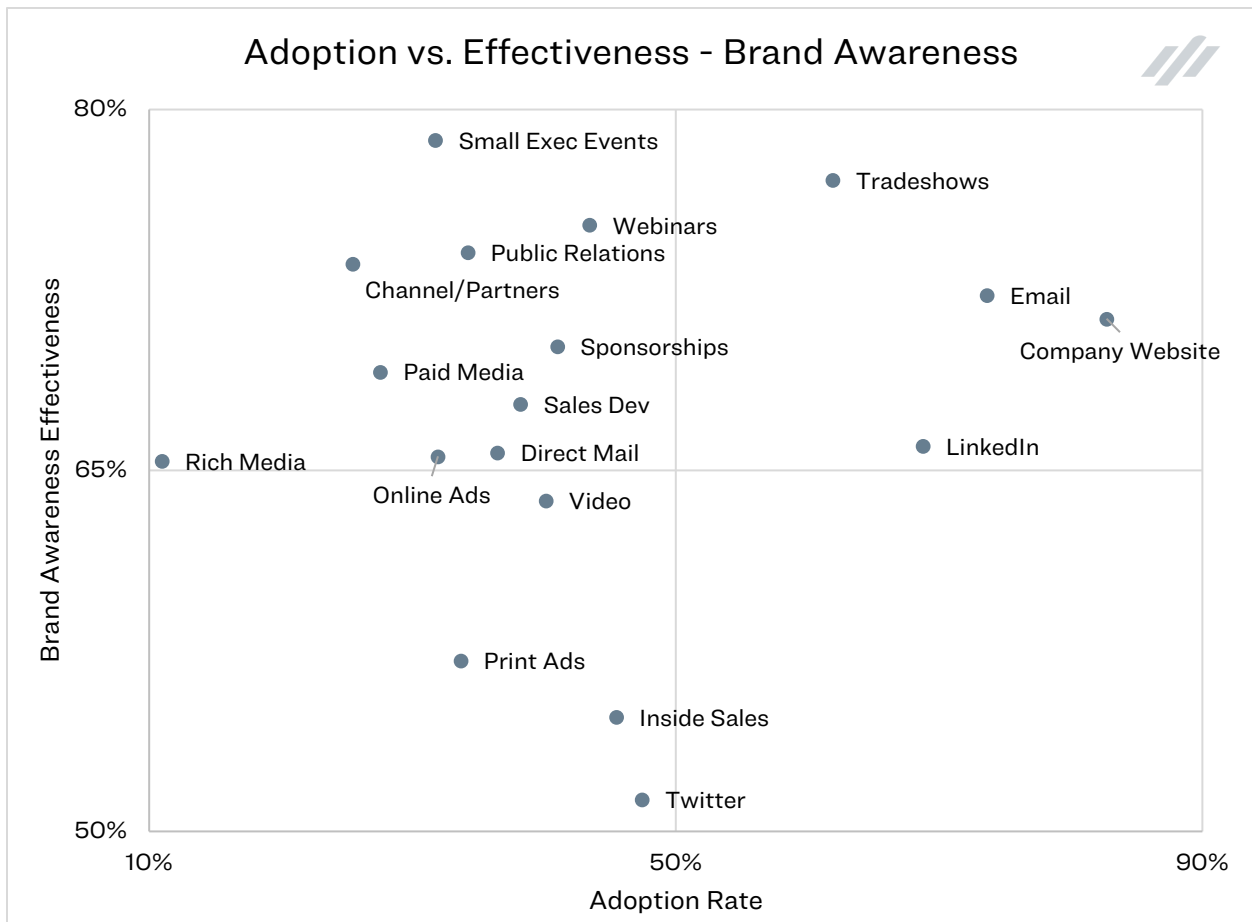 Adoption vs. Effectiveness - Brand Awareness
80%
Small Exec Events
Tradeshows
Webinars
Public Relations
Channel/Partners
Email
Company Website
Sponsorships
Paid Media
Sales Dev
LinkedIn
Direct Mail
Rich Media
65%
Online Ads
Video
Brand Awareness Effectiveness
Print Ads
Inside Sales
Twitter
50%
10%
50%
90%
Adoption Rate